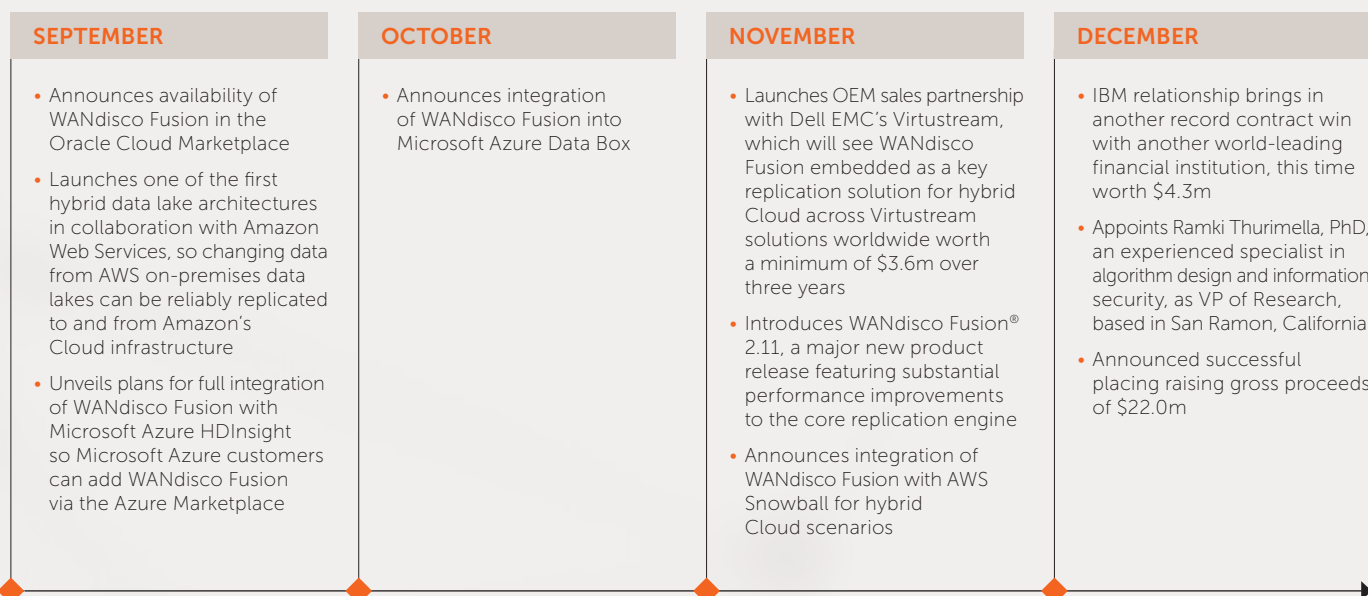 SEPTEMBER
• Announces availability of
WANdisco Fusion in the
Oracle Cloud Marketplace
• Launches one of the first
hybrid data lake architectures
in collaboration with Amazon
Web Services, so changing data
from AWS on-premises data
lakes can be reliably replicated
to and from Amazon’s
Cloud infrastructure
• Unveils plans for full integration
of WANdisco Fusion with
Microsoft Azure HDInsight
so Microsoft Azure customers
can add WANdisco Fusion
via the Azure Marketplace
OCTOBER
• Announces integration
of WANdisco Fusion into
Microsoft Azure Data Box
NOVEMBER
• Launches OEM sales partnership
with Dell EMC’s Virtustream,
which will see WANdisco
Fusion embedded as a key
replication solution for hybrid
Cloud across Virtustream
solutions worldwide worth
a minimum of $3.6m over
three years
• Introduces WANdisco Fusion®
2.11, a major new product
release featuring substantial
performance improvements
to the core replication engine
• Announces integration of
WANdisco Fusion with AWS
Snowball for hybrid
Cloud scenarios
DECEMBER
• IBM relationship brings in
another record contract win
with another world-leading
financial institution, this time
worth $4.3m
• Appoints Ramki Thurimella, PhD,
an experienced specialist in
algorithm design and information
security, as VP of Research,
based in San Ramon, California
• Announced successful
placing raising gross proceeds
of $22.0m